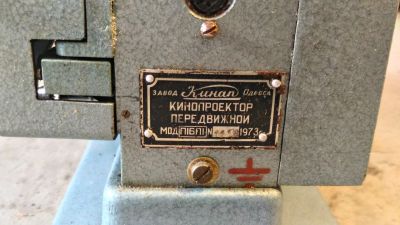 ЗАВОД Кинап ОДЕССА
КИНОПРОЕКТОР
ПЕРЕДВИЖНОЙ
МОД. N 1973